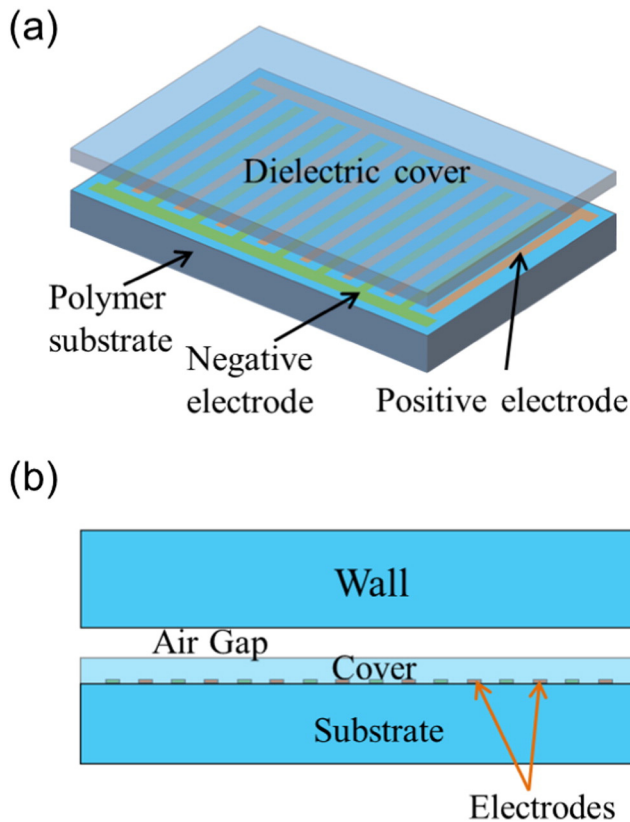 (a)
Dielectric cover
Polymer
substrate
Negative
electrode
Positive electrode
(b)
Wall
Air Gap
Cover
Substrate
Electrodes